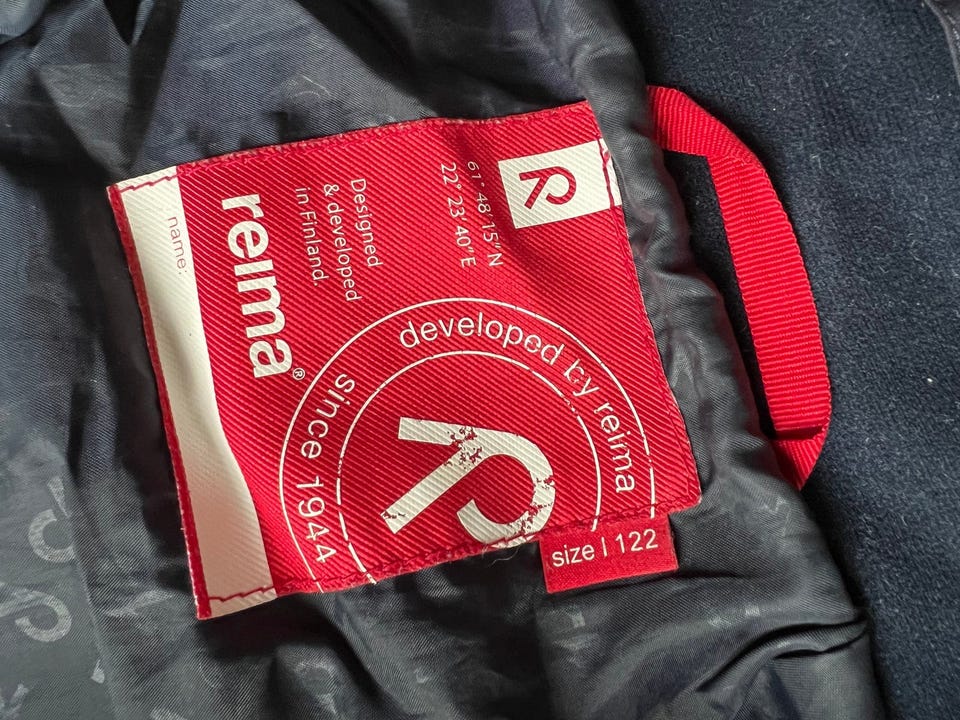 R
61° 48'15" N
22° 23'40" E
Designed
& developed
in Finland.
reima®
name:
developed by reima
since 1944
R
size | 122